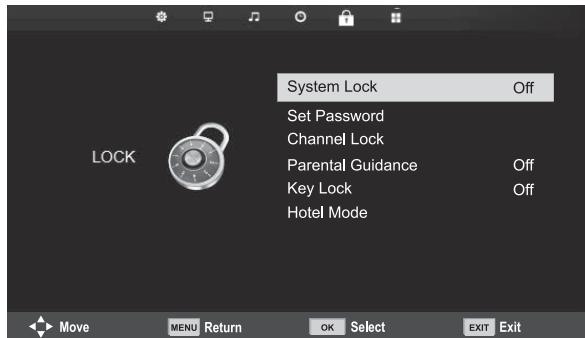 LOCK
System Lock Off
Set Password
Channel Lock
Parental Guidance Off
Key Lock Off
Hotel Mode
Move MENU Return OK Select EXIT Exit